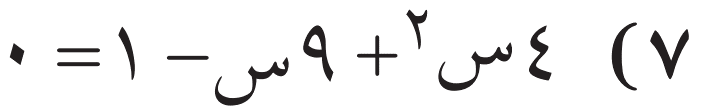 ٧) ٤س٢ + ٩س – ١ = ٠